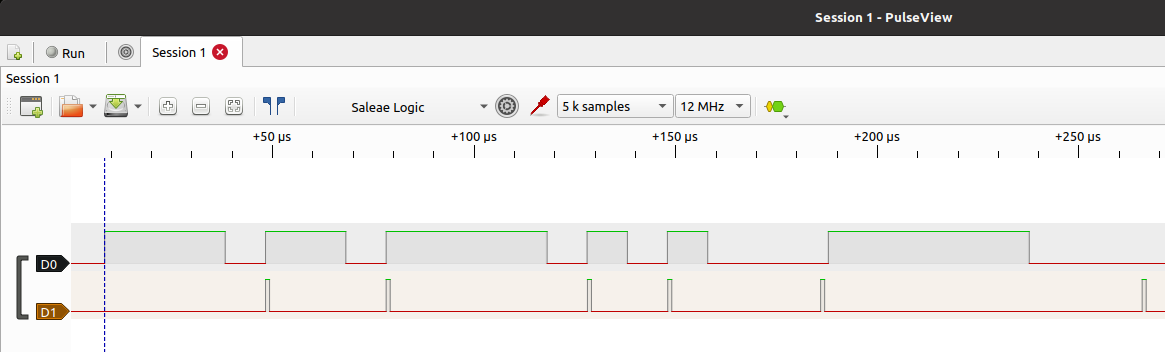 Session 1 - PulseView
Run
Session 1
Session 1
Saleae Logic
5 k samples
12 MHz
+50 µs +100 µs +150 µs +200 µs +250 µs
D0
D1